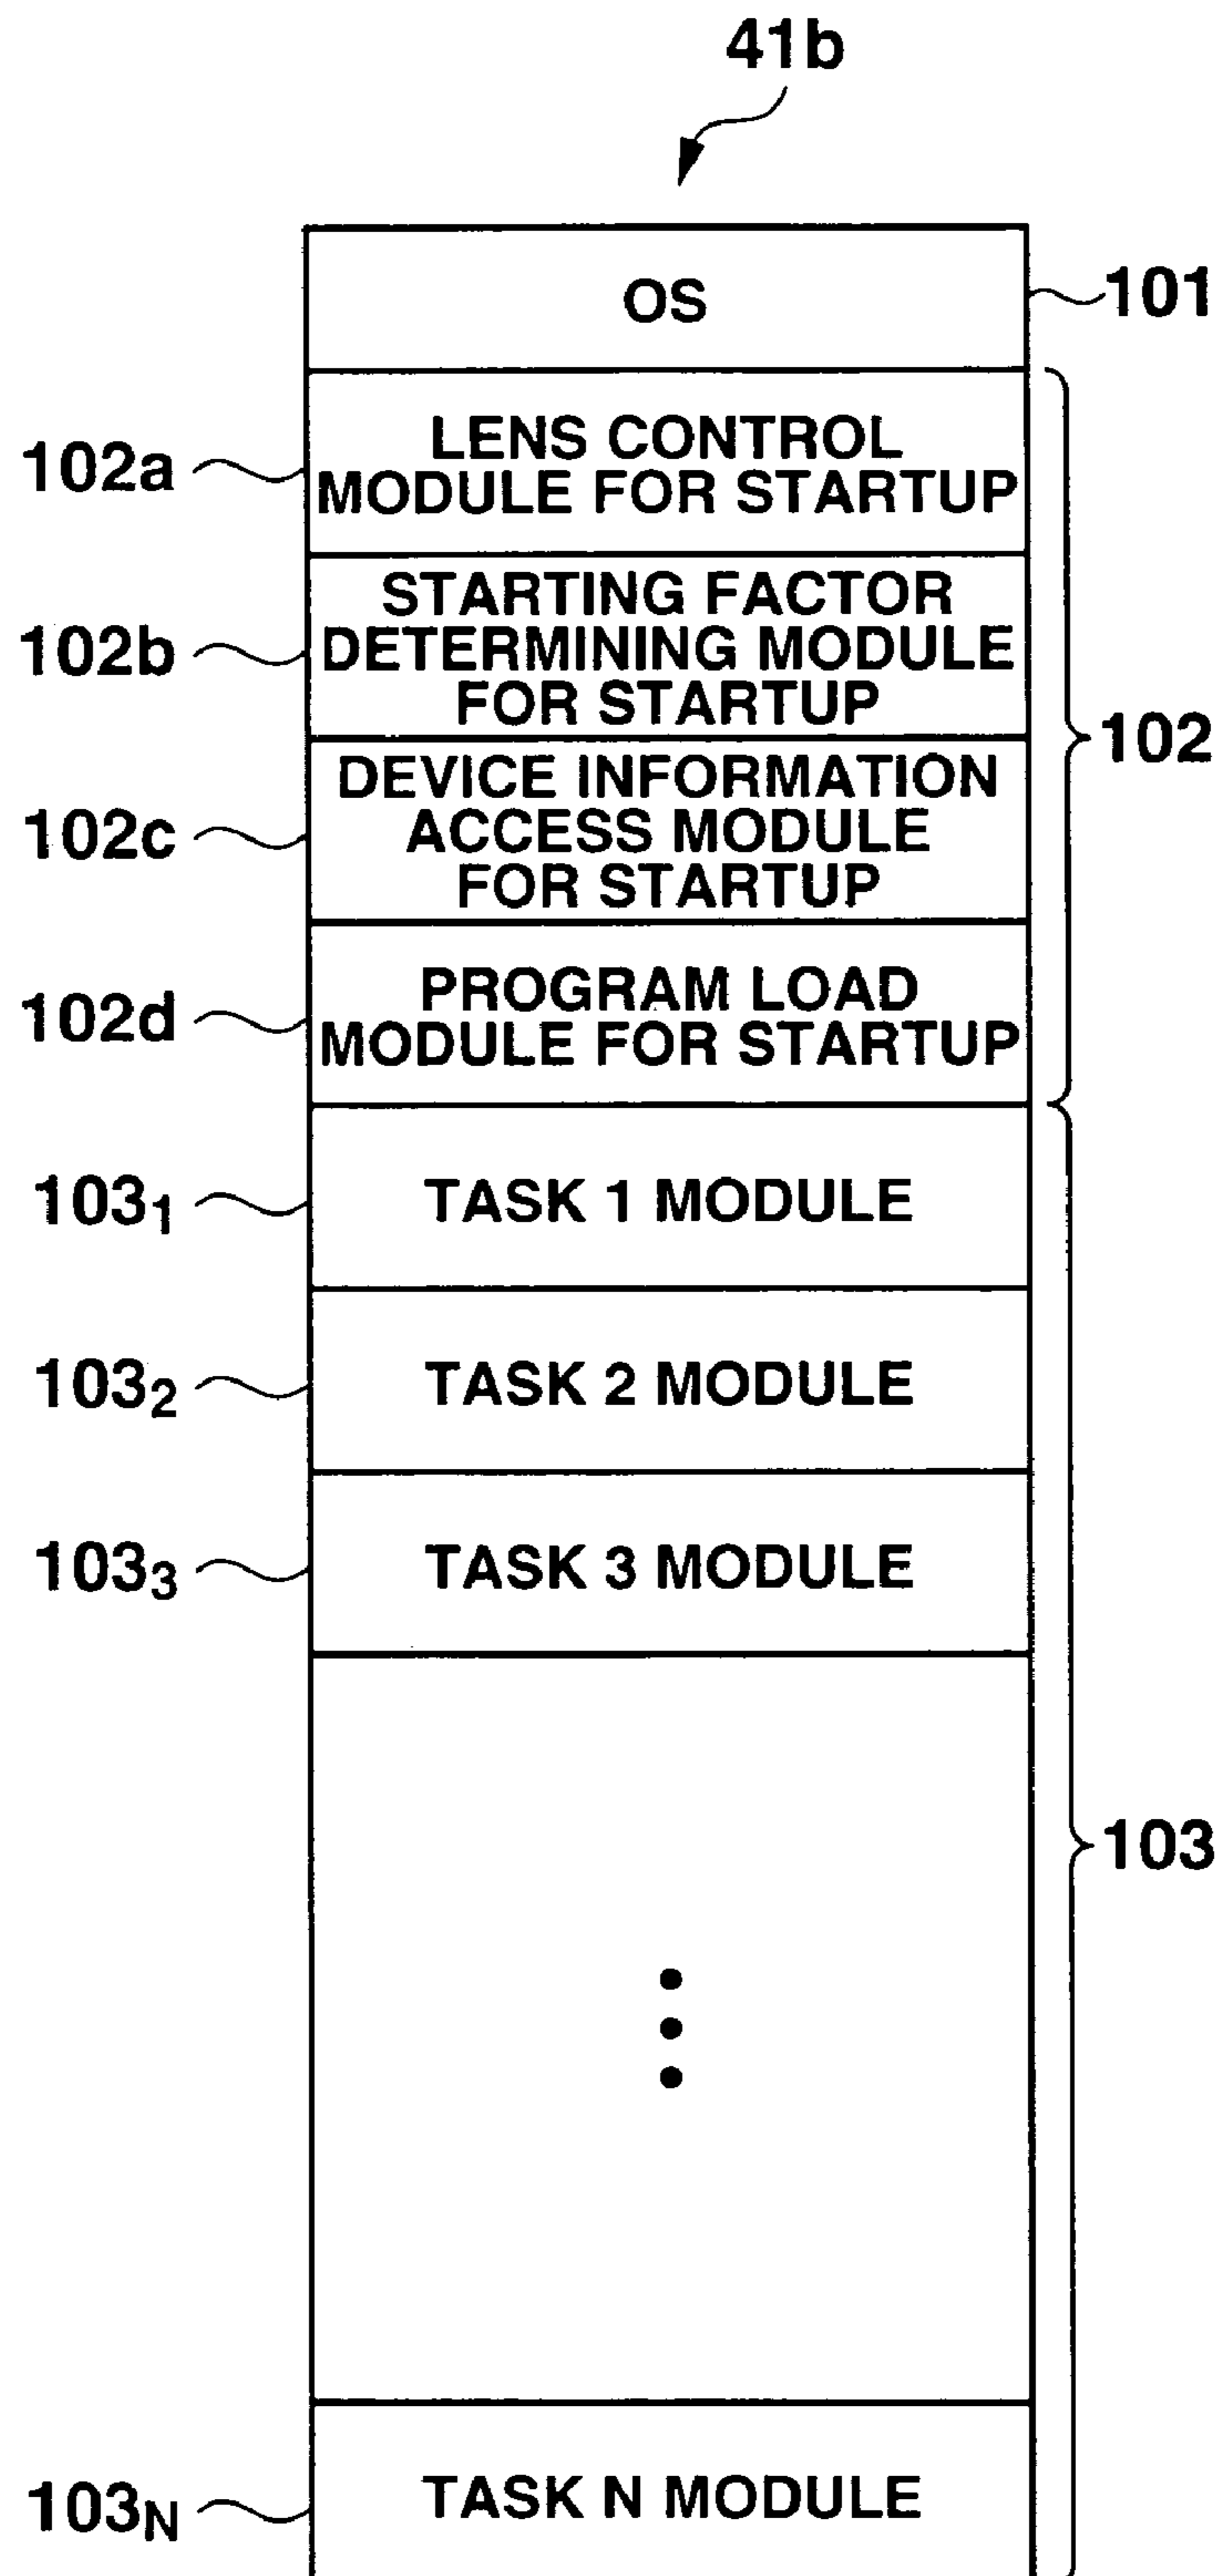 41b
OS
101
102a
LENS CONTROL
MODULE FOR STARTUP
102b
STARTING FACTOR
DETERMINING MODULE
FOR STARTUP
102
102c
DEVICE INFORMATION
ACCESS MODULE
FOR STARTUP
102d
PROGRAM LOAD
MODULE FOR STARTUP
103₁
TASK 1 MODULE
103₂
TASK 2 MODULE
103₃
TASK 3 MODULE
103
103N
TASK N MODULE